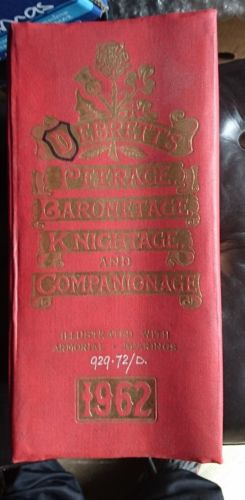 DEBRETT'S
PEERAGE
BARONETAGE
KNIGHTAGE
AND
COMPANIONAGE
ILLUSTRATED WITH
ARMORIAL · BEARINGS
929.72/D.
1962